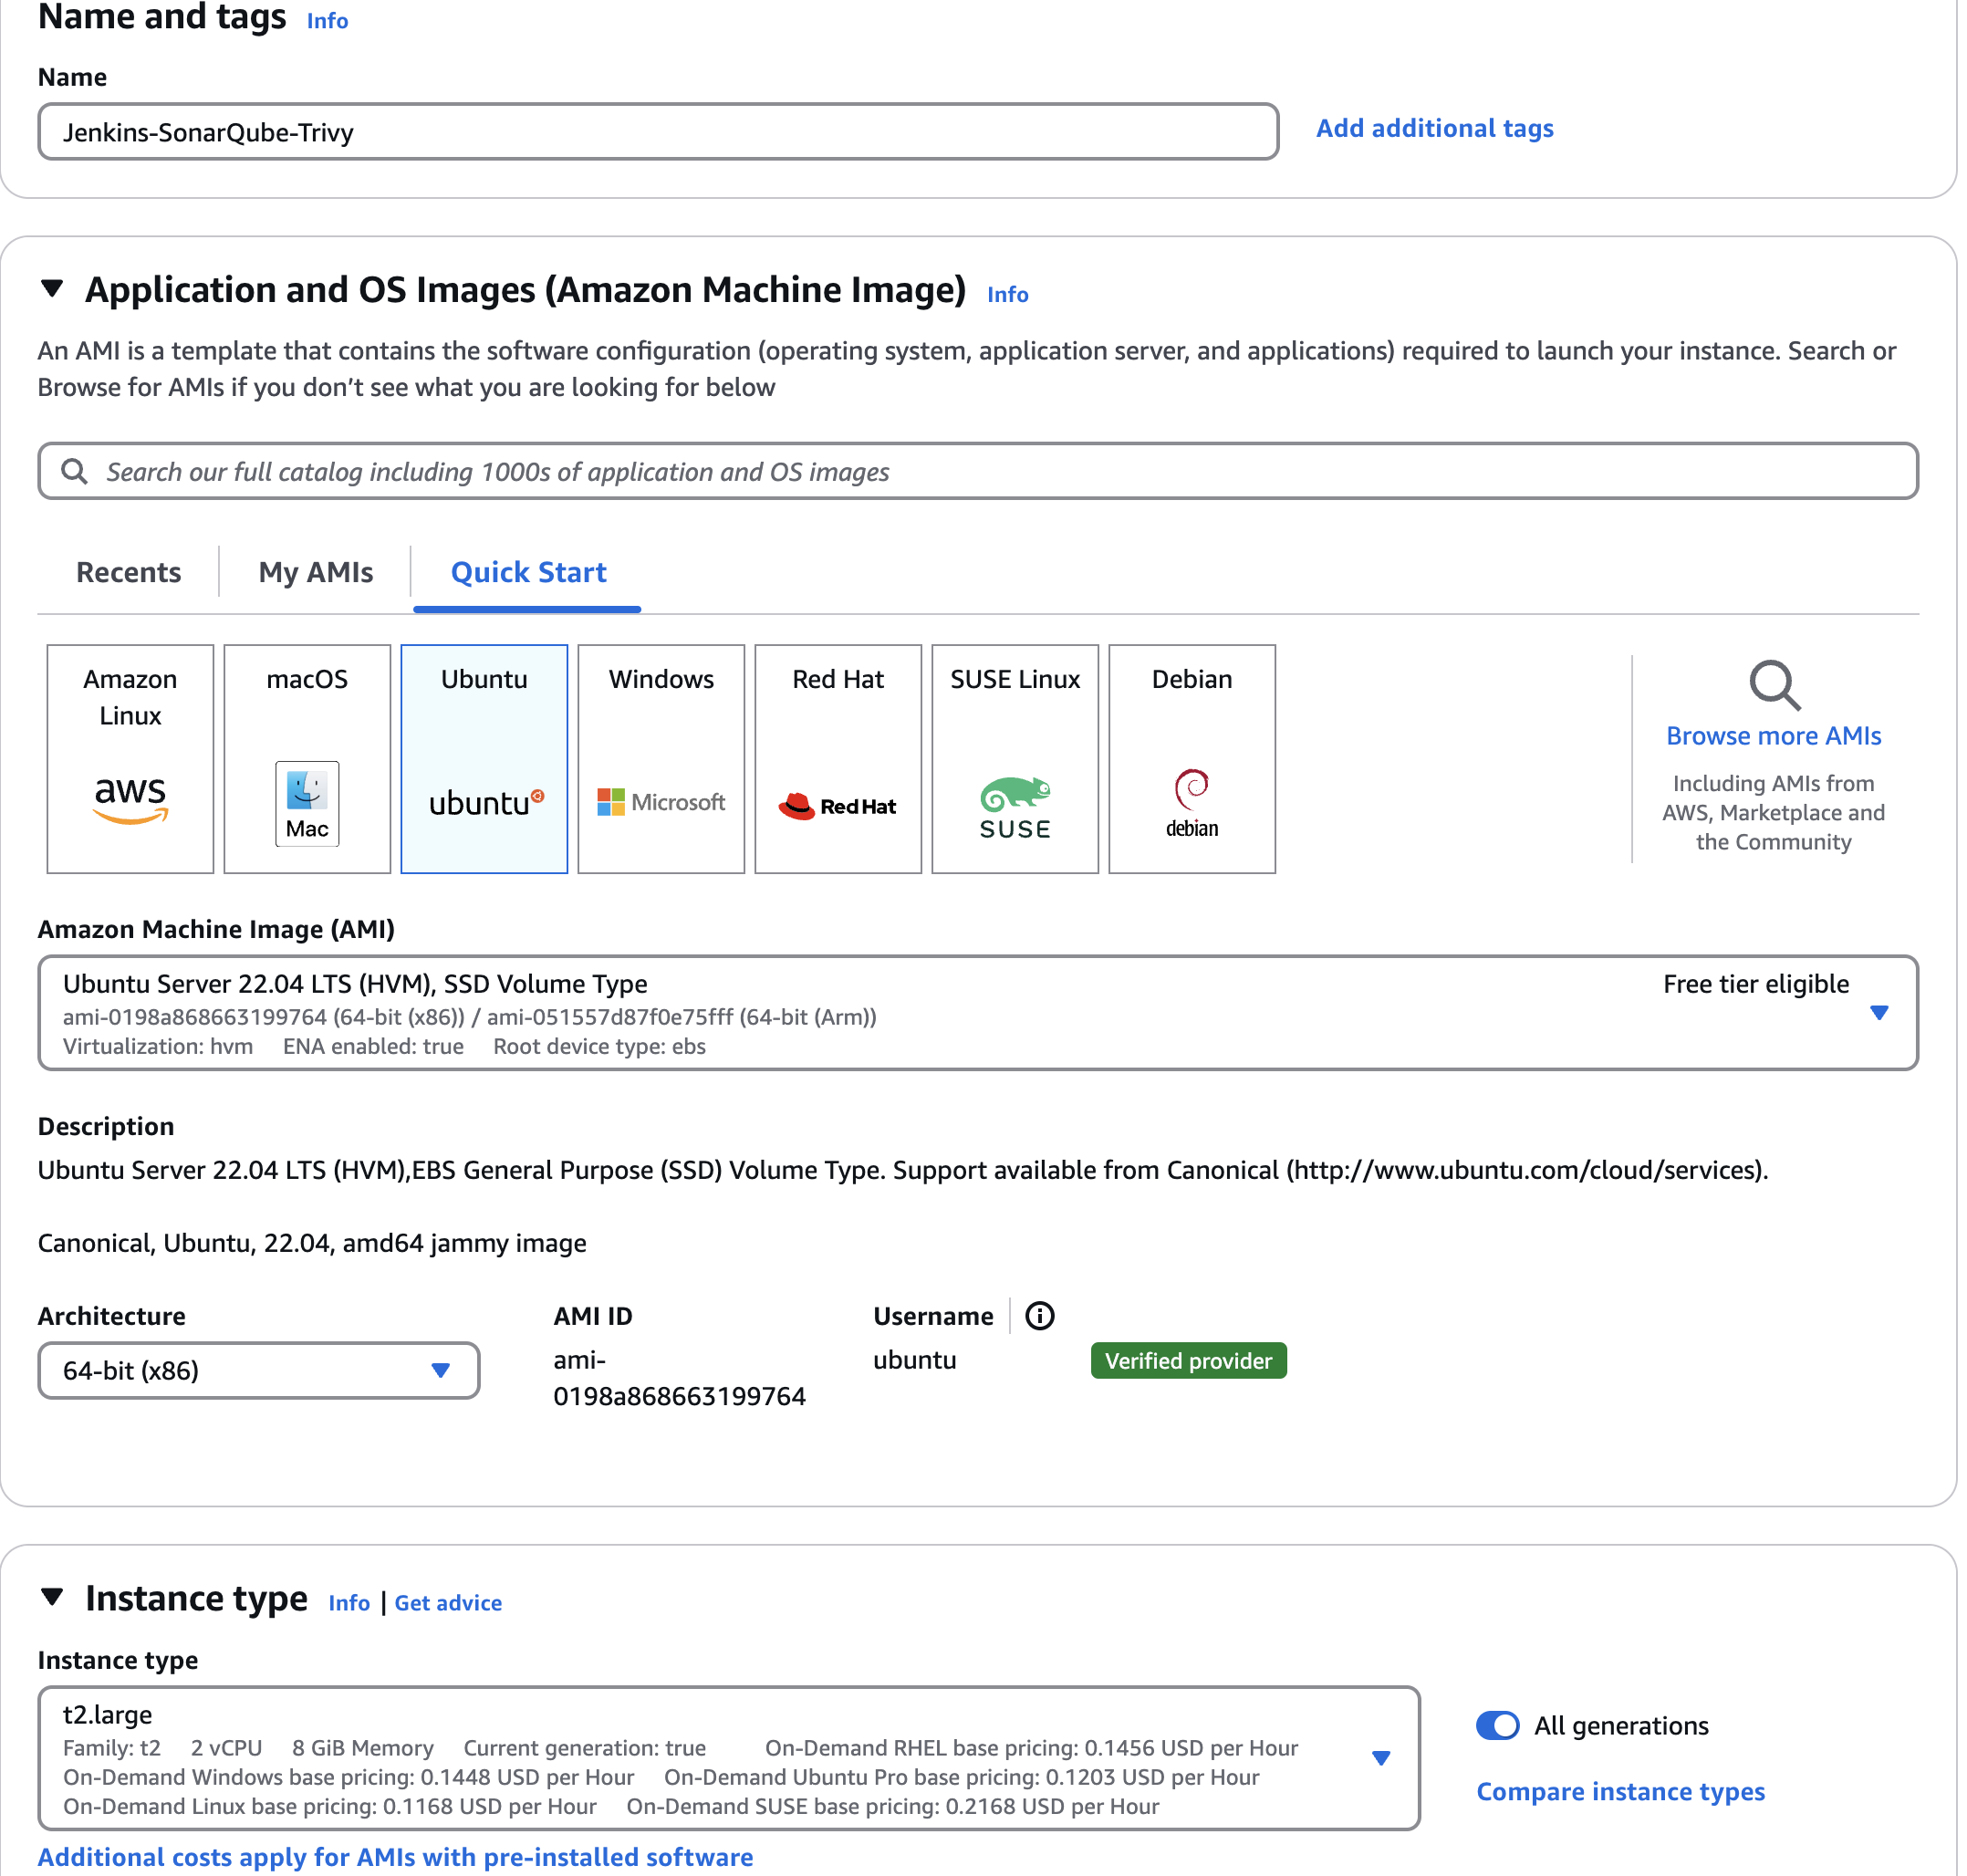 Name and tags Info
Name
Jenkins-SonarQube-Trivy
Add additional tags
Application and OS Images (Amazon Machine Image) Info
An AMI is a template that contains the software configuration (operating system, application server, and applications) required to launch your instance. Search or
Browse for AMIs if you don’t see what you are looking for below
Search our full catalog including 1000s of application and OS images
Recents
My AMIs
Quick Start
Amazon
Linux
aws
macOS
Mac
Ubuntu
ubuntu
Windows
Microsoft
Red Hat
Red Hat
SUSE Linux
SUSE
Debian
debian
Browse more AMIs
Including AMIs from
AWS, Marketplace and
the Community
Amazon Machine Image (AMI)
Ubuntu Server 22.04 LTS (HVM), SSD Volume Type
Free tier eligible
ami-0198a868663199764 (64-bit (x86)) / ami-051557d87f0e75fff (64-bit (Arm))
Virtualization: hvm ENA enabled: true Root device type: ebs
Description
Ubuntu Server 22.04 LTS (HVM),EBS General Purpose (SSD) Volume Type. Support available from Canonical (http://www.ubuntu.com/cloud/services).
Canonical, Ubuntu, 22.04, amd64 jammy image
Architecture
64-bit (x86)
AMI ID
ami-
0198a868663199764
Username
ubuntu
Verified provider
Instance type Info | Get advice
Instance type
t2.large
Family: t2 2 vCPU 8 GiB Memory Current generation: true On-Demand RHEL base pricing: 0.1456 USD per Hour
On-Demand Windows base pricing: 0.1448 USD per Hour On-Demand Ubuntu Pro base pricing: 0.1203 USD per Hour
On-Demand Linux base pricing: 0.1168 USD per Hour On-Demand SUSE base pricing: 0.2168 USD per Hour
All generations
Compare instance types
Additional costs apply for AMIs with pre-installed software